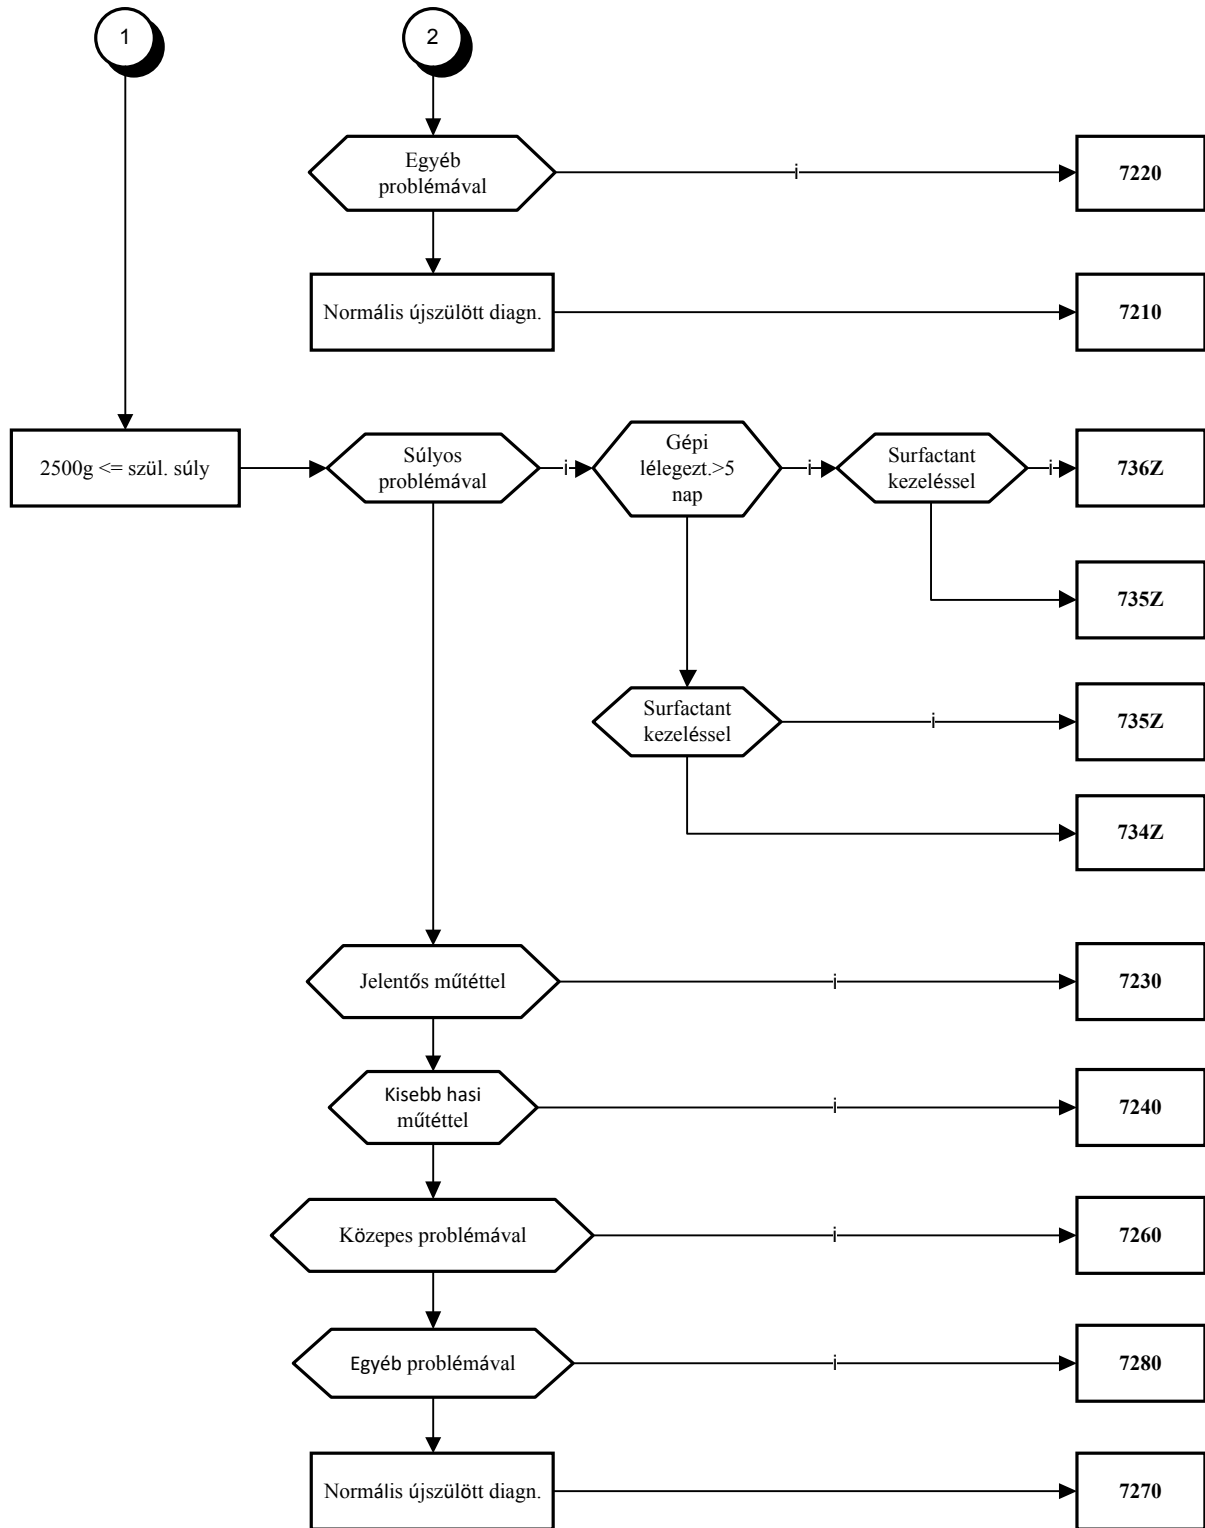 1
2
Egyéb
problémával
i
7220
Normális újszülött diagn.
7210
2500g <= szül. súly
Súlyos
problémával
i
Gépi
lélegezt.>5
nap
i
Surfactant
kezeléssel
i
736Z
735Z
Surfactant
kezeléssel
i
735Z
734Z
Jelentős műtéttel
i
7230
Kisebb hasi
műtéttel
i
7240
Közepes problémával
i
7260
Egyéb problémával
i
7280
Normális újszülött diagn.
7270